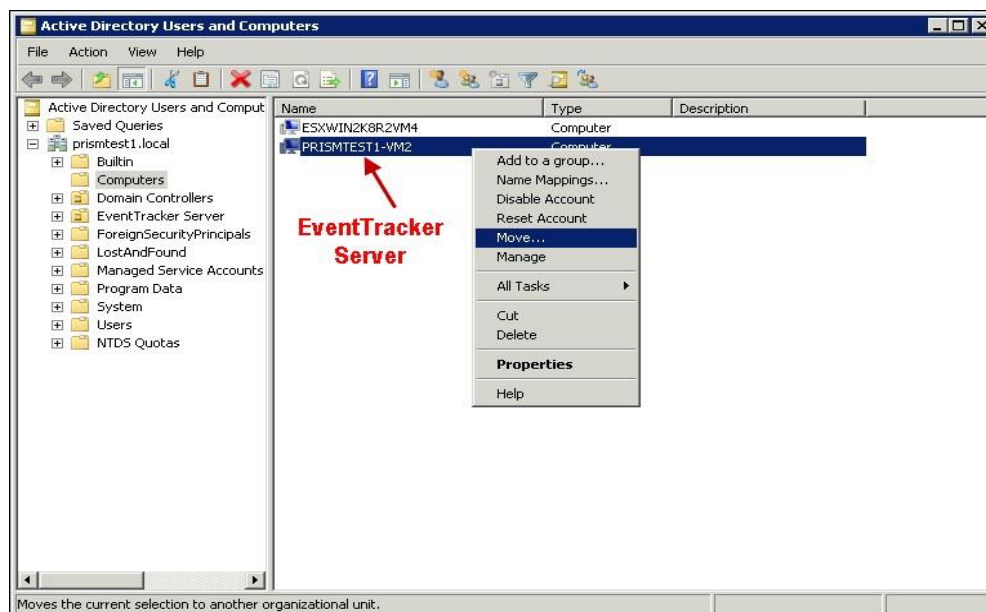 Active Directory Users and Computers
File Action View Help
Active Directory Users and Comput
Saved Queries
prismtest1.local
Builtin
Computers
Domain Controllers
EventTracker Server
ForeignSecurityPrincipals
LostAndFound
Managed Service Accounts
Program Data
System
Users
NTDS Quotas
Name Type Description
ESXWIN2K8R2VM4 Computer
PRISMTEST1-VM2 Computer
EventTracker
Server
Add to a group...
Name Mappings...
Disable Account
Reset Account
Move...
Manage
All Tasks
Cut
Delete
Properties
Help
Moves the current selection to another organizational unit.